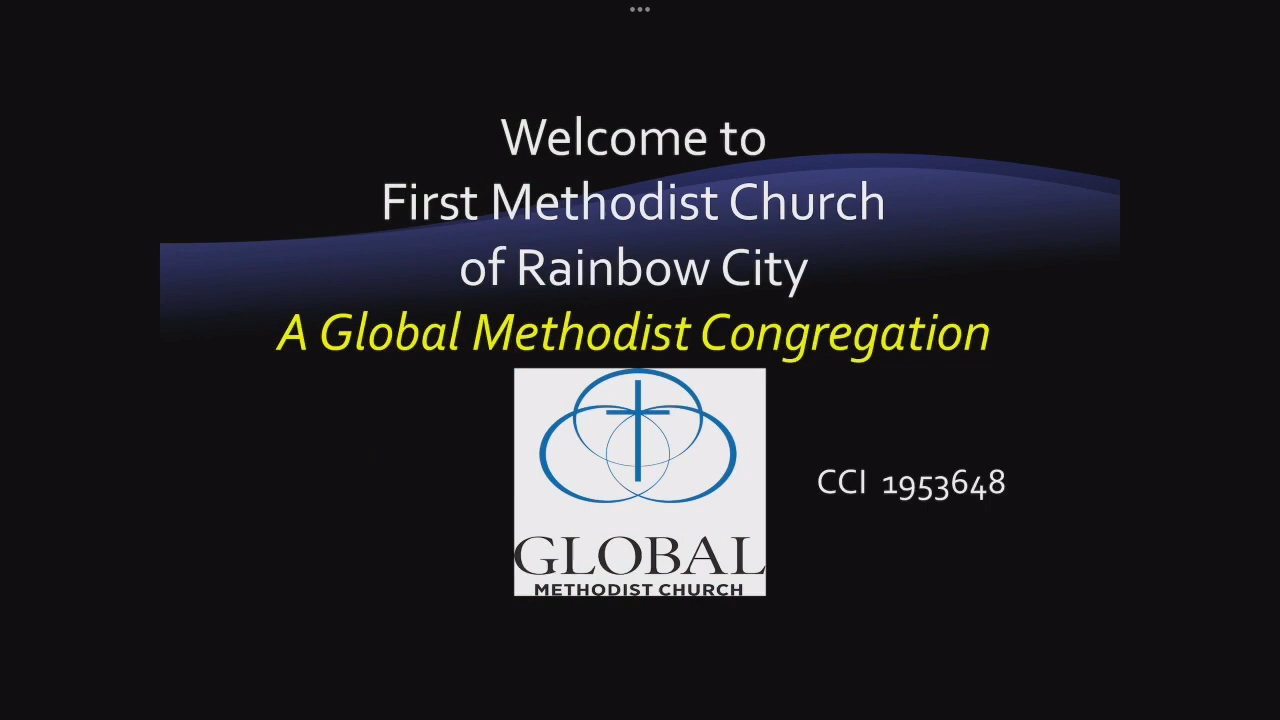 Welcome to
First Methodist Church
of Rainbow City
A Global Methodist Congregation
CCI 1953648
GLOBAL
METHODIST CHURCH